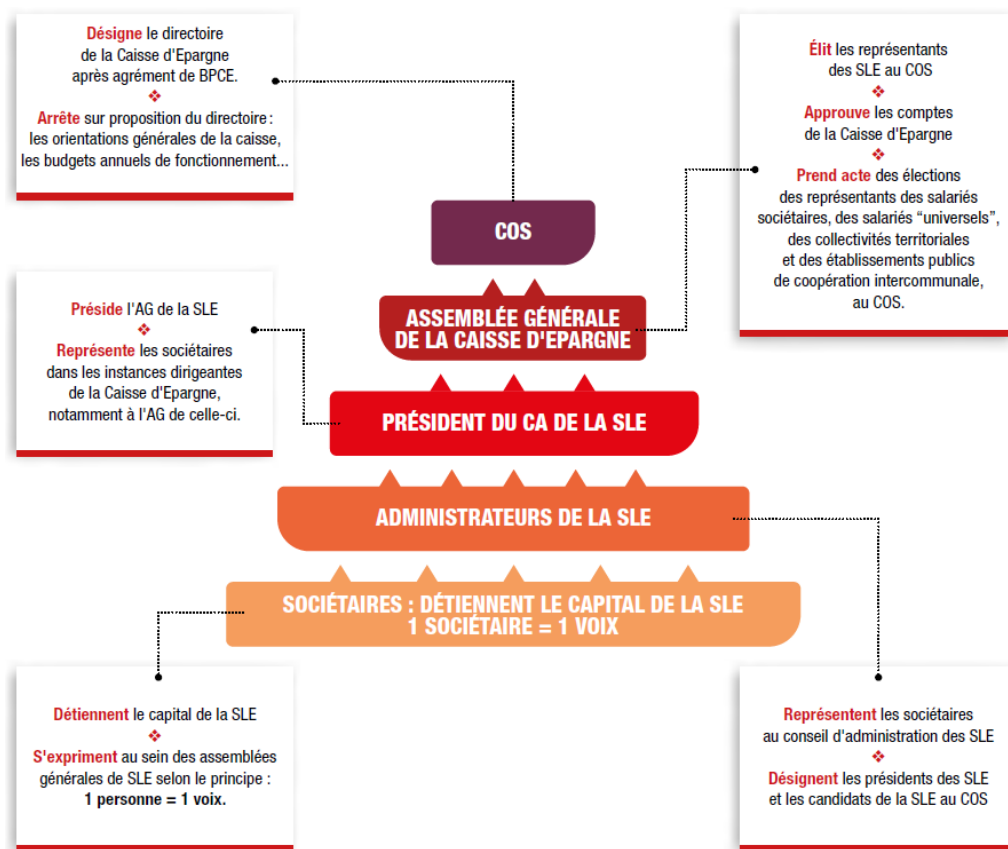 Désigne le directoire
de la Caisse d'Epargne
après agrément de BPCE.
Arrête sur proposition du directoire :
les orientations générales de la caisse,
les budgets annuels de fonctionnement...
Élit les représentants
des SLE au COS
Approuve les comptes
de la Caisse d'Epargne
Prend acte des élections
des représentants des salariés
sociétaires, des salariés “universels”,
des collectivités territoriales
et des établissements publics
de coopération intercommunale,
au COS.
COS
Préside l'AG de la SLE
Représente les sociétaires
dans les instances dirigeantes
de la Caisse d'Epargne,
notamment à l'AG de celle-ci.
ASSEMBLÉE GÉNÉRALE
DE LA CAISSE D'EPARGNE
PRÉSIDENT DU CA DE LA SLE
ADMINISTRATEURS DE LA SLE
SOCIÉTAIRES : DÉTIENNENT LE CAPITAL DE LA SLE
1 SOCIÉTAIRE = 1 VOIX
Détiennent le capital de la SLE
S'expriment au sein des assemblées
générales de SLE selon le principe :
1 personne = 1 voix.
Représentent les sociétaires
au conseil d'administration des SLE
Désignent les présidents des SLE
et les candidats de la SLE au COS